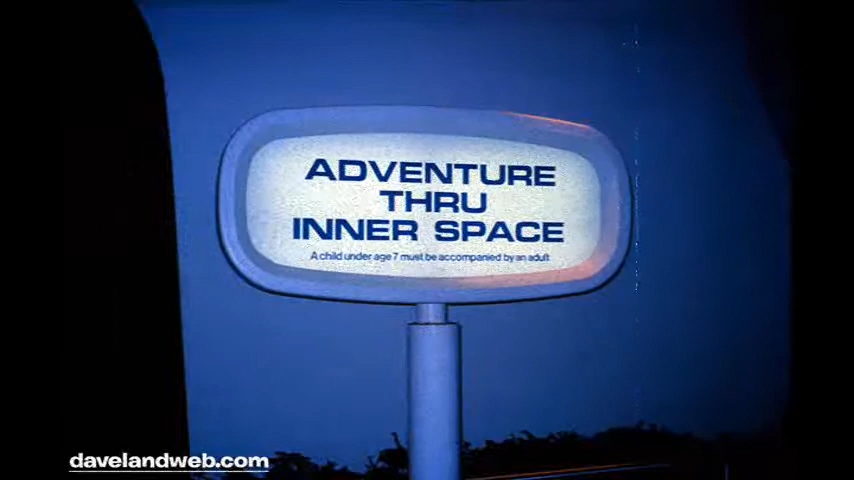 ADVENTURE
THRU
INNER SPACE
A child under age 7 must be accompanied by an adult
davelandweb.com